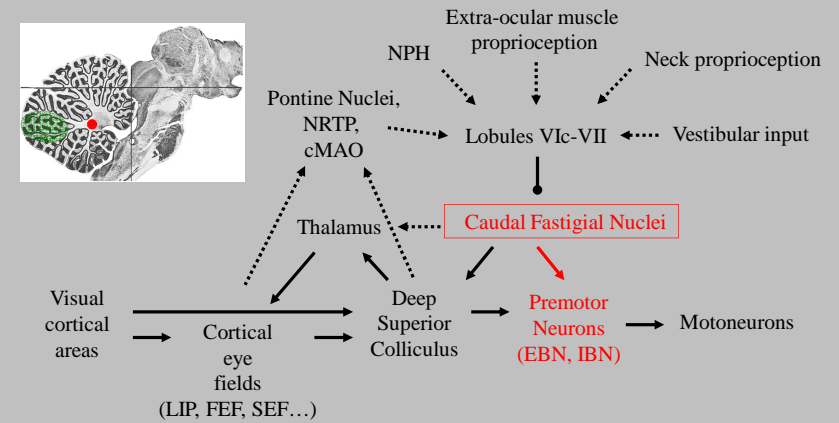 Extra-ocular muscle
proprioception
NPH
Neck proprioception
Pontine Nuclei,
NRTP,
cMAO
Lobules VIc-VII
Vestibular input
Caudal Fastigial Nuclei
Thalamus
Visual
cortical
areas
Cortical
eye
fields
(LIP, FEF, SEF…)
Deep
Superior
Colliculus
Premotor
Neurons
(EBN, IBN)
Motoneurons